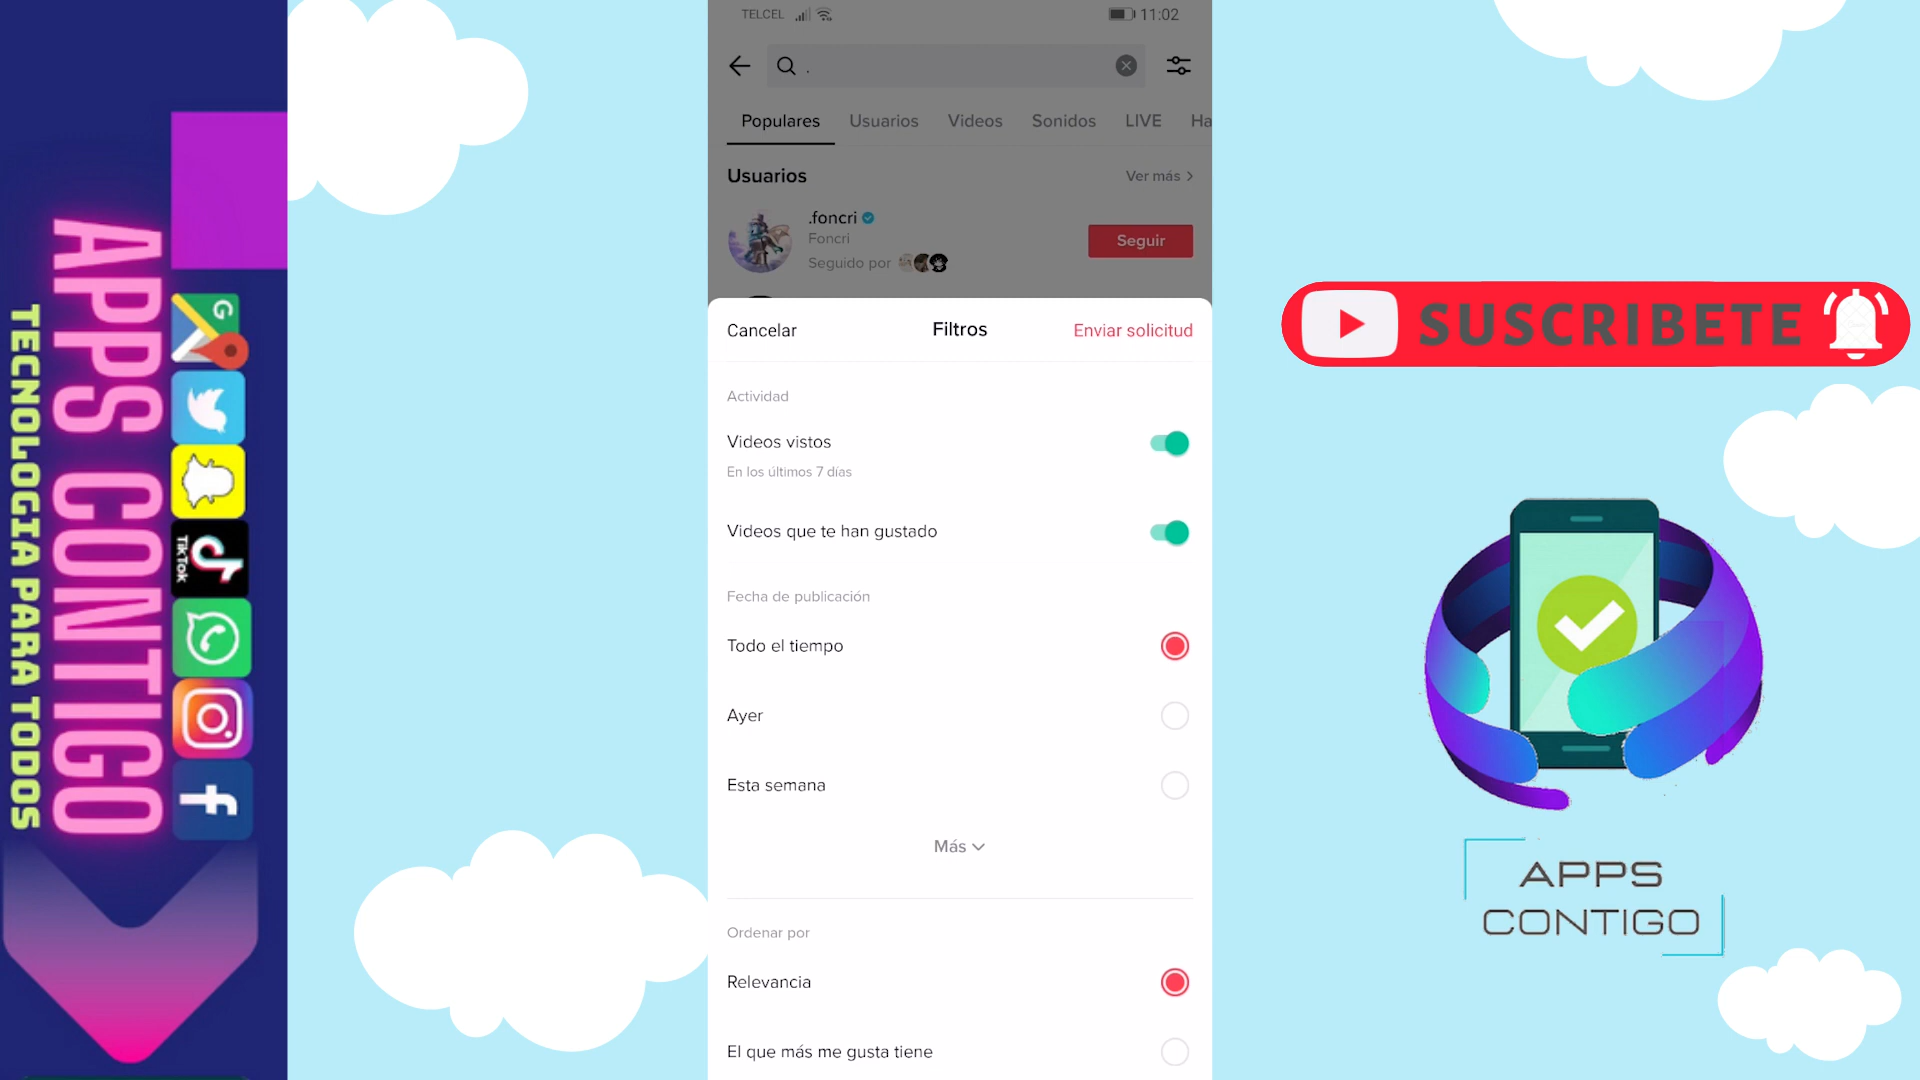 TECNOLOGIA PARA TODOS
APPS CONTIGO
G
TikTok
TELCEL
11:02
.
Populares Usuarios Videos Sonidos LIVE Ha
Usuarios
Ver más
.foncri
Foncri
Seguido por
Seguir
Cancelar
Filtros
Enviar solicitud
Actividad
Videos vistos
En los últimos 7 días
Videos que te han gustado
Fecha de publicación
Todo el tiempo
Ayer
Esta semana
Más
Ordenar por
Relevancia
El que más me gusta tiene
SUSCRIBETE
APPS
CONTIGO